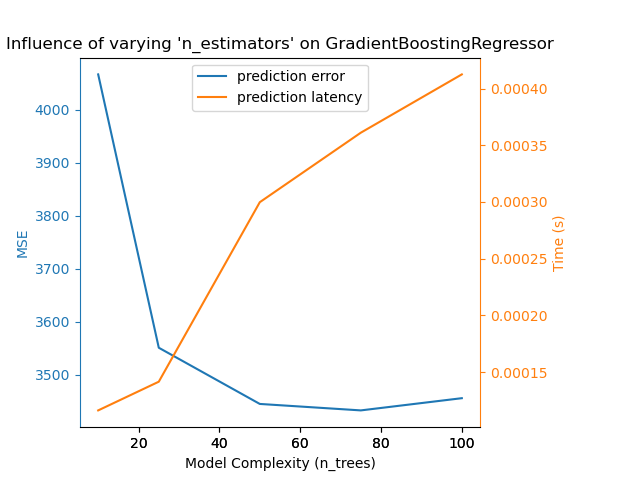 Influence of varying 'n_estimators' on GradientBoostingRegressor
prediction error
prediction latency
4000
3900
3800
3700
3600
3500
MSE
0.00040
0.00035
0.00030
0.00025
0.00020
0.00015
Time (s)
20 40 60 80 100
Model Complexity (n_trees)